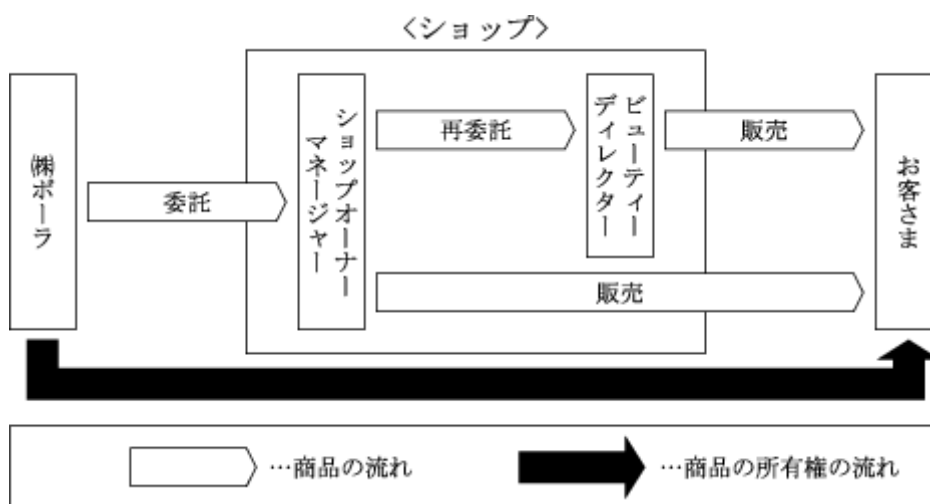 〈ショップ〉
㈱ポーラ
委託
ショップオーナー
マネージャー
再委託
ビューティー
ディレクター
販売
販売
お客さま
…商品の流れ
…商品の所有権の流れ